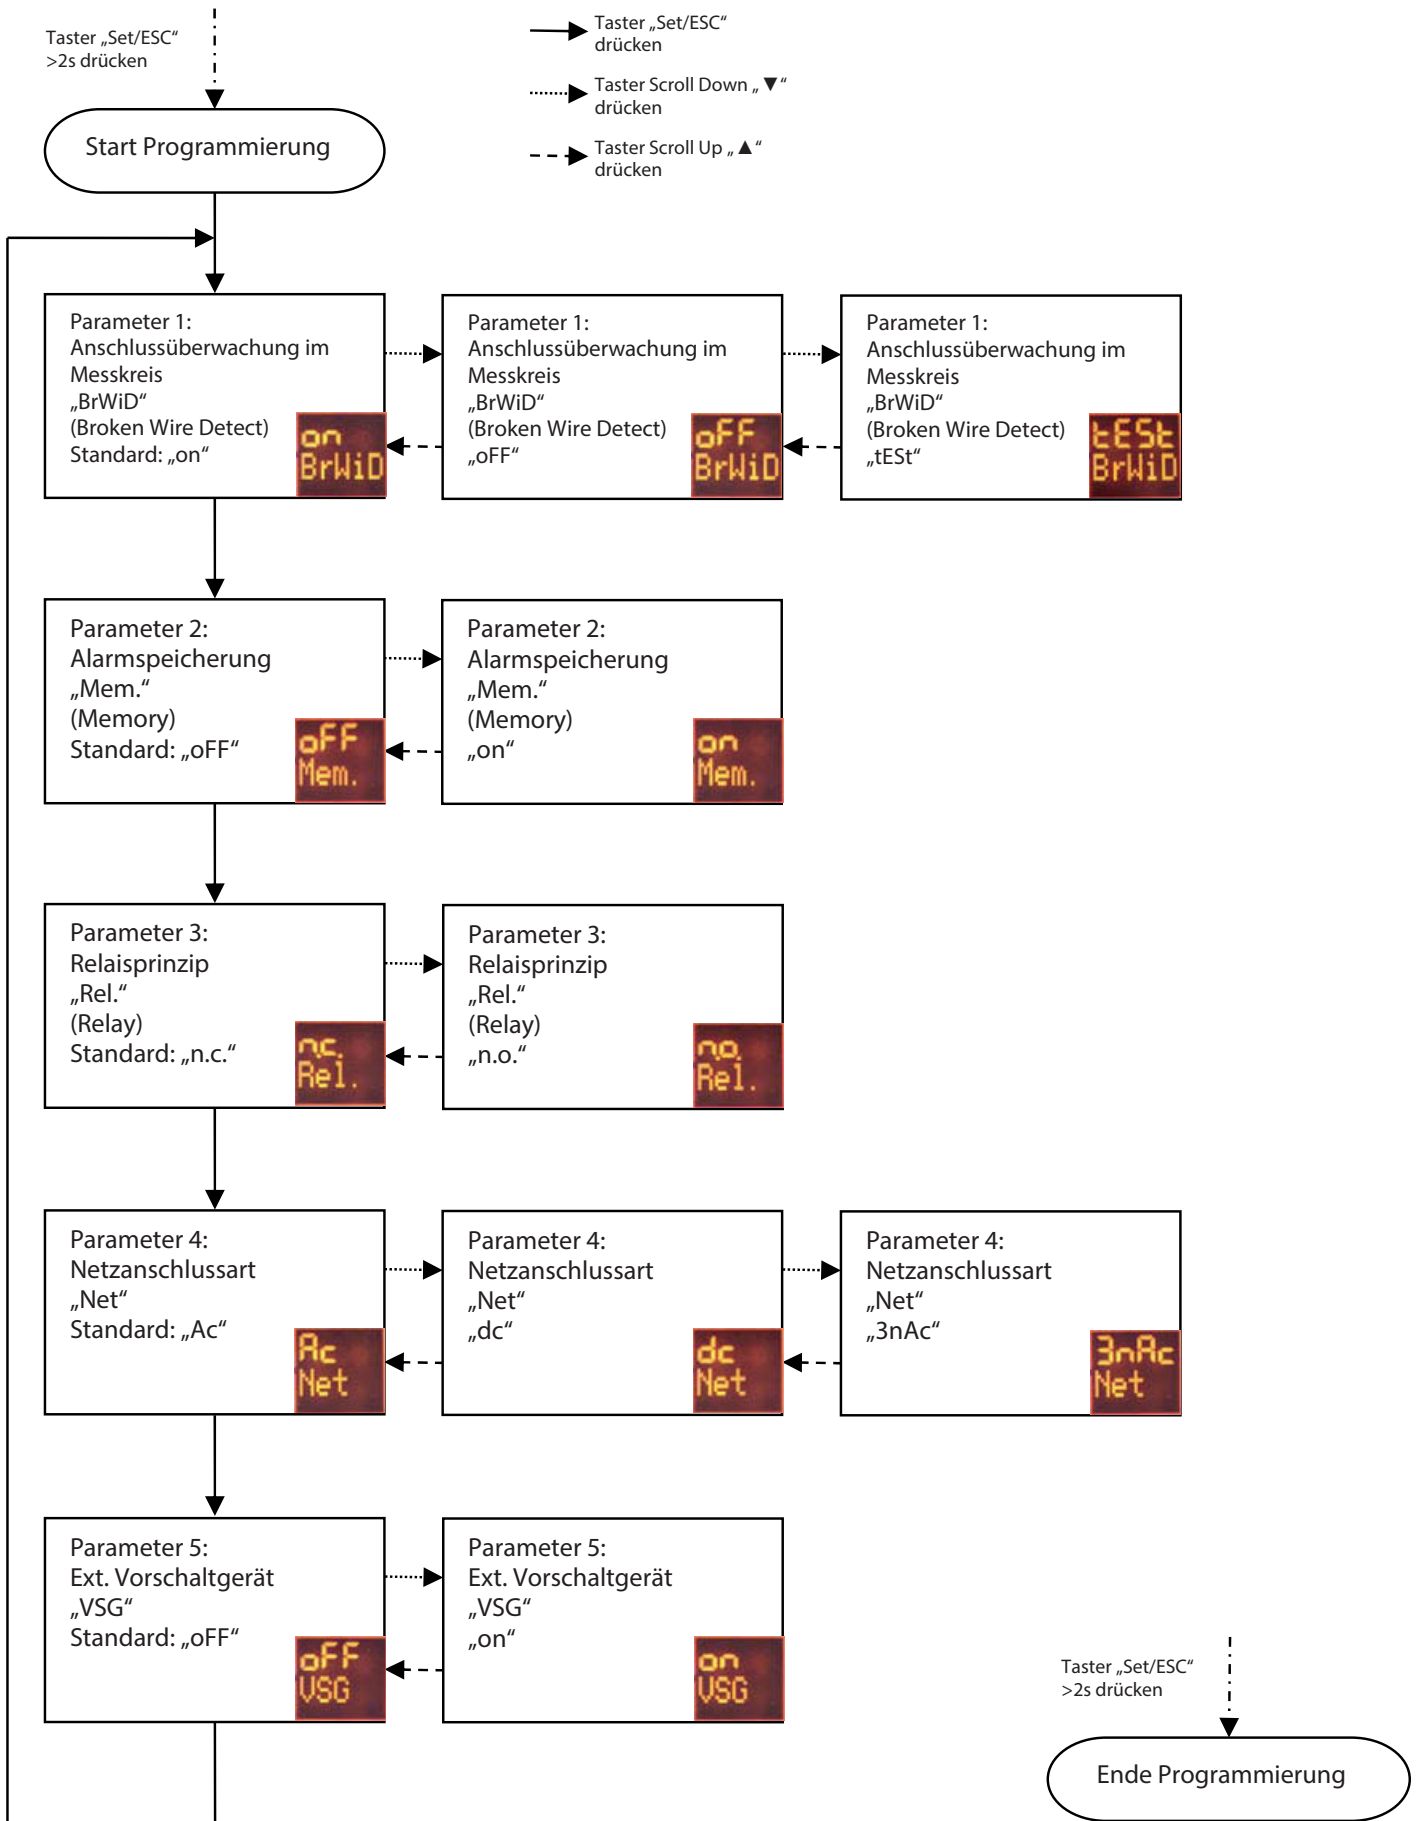 Taster „Set/ESC“
>2s drücken
Taster „Set/ESC“
drücken
Taster Scroll Down „ ▼“
drücken
Taster Scroll Up „ ▲“
drücken
Start Programmierung
Parameter 1:
Anschlussüberwachung im
Messkreis
„BrWiD“
(Broken Wire Detect)
Standard: „on“
on
BrWiD
Parameter 1:
Anschlussüberwachung im
Messkreis
„BrWiD“
(Broken Wire Detect)
„oFF“
oFF
BrWiD
Parameter 1:
Anschlussüberwachung im
Messkreis
„BrWiD“
(Broken Wire Detect)
„tESt“
tESt
BrWiD
Parameter 2:
Alarmspeicherung
„Mem.“
(Memory)
Standard: „oFF“
oFF
Mem.
Parameter 2:
Alarmspeicherung
„Mem.“
(Memory)
„on“
on
Mem.
Parameter 3:
Relaisprinzip
„Rel.“
(Relay)
Standard: „n.c.“
n.c.
Rel.
Parameter 3:
Relaisprinzip
„Rel.“
(Relay)
„n.o.“
n.o.
Rel.
Parameter 4:
Netzanschlussart
„Net“
Standard: „Ac“
Ac
Net
Parameter 4:
Netzanschlussart
„Net“
„dc“
dc
Net
Parameter 4:
Netzanschlussart
„Net“
„3nAc“
3nAc
Net
Parameter 5:
Ext. Vorschaltgerät
„VSG“
Standard: „oFF“
oFF
VSG
Parameter 5:
Ext. Vorschaltgerät
„VSG“
„on“
on
VSG
Taster „Set/ESC“
>2s drücken
Ende Programmierung